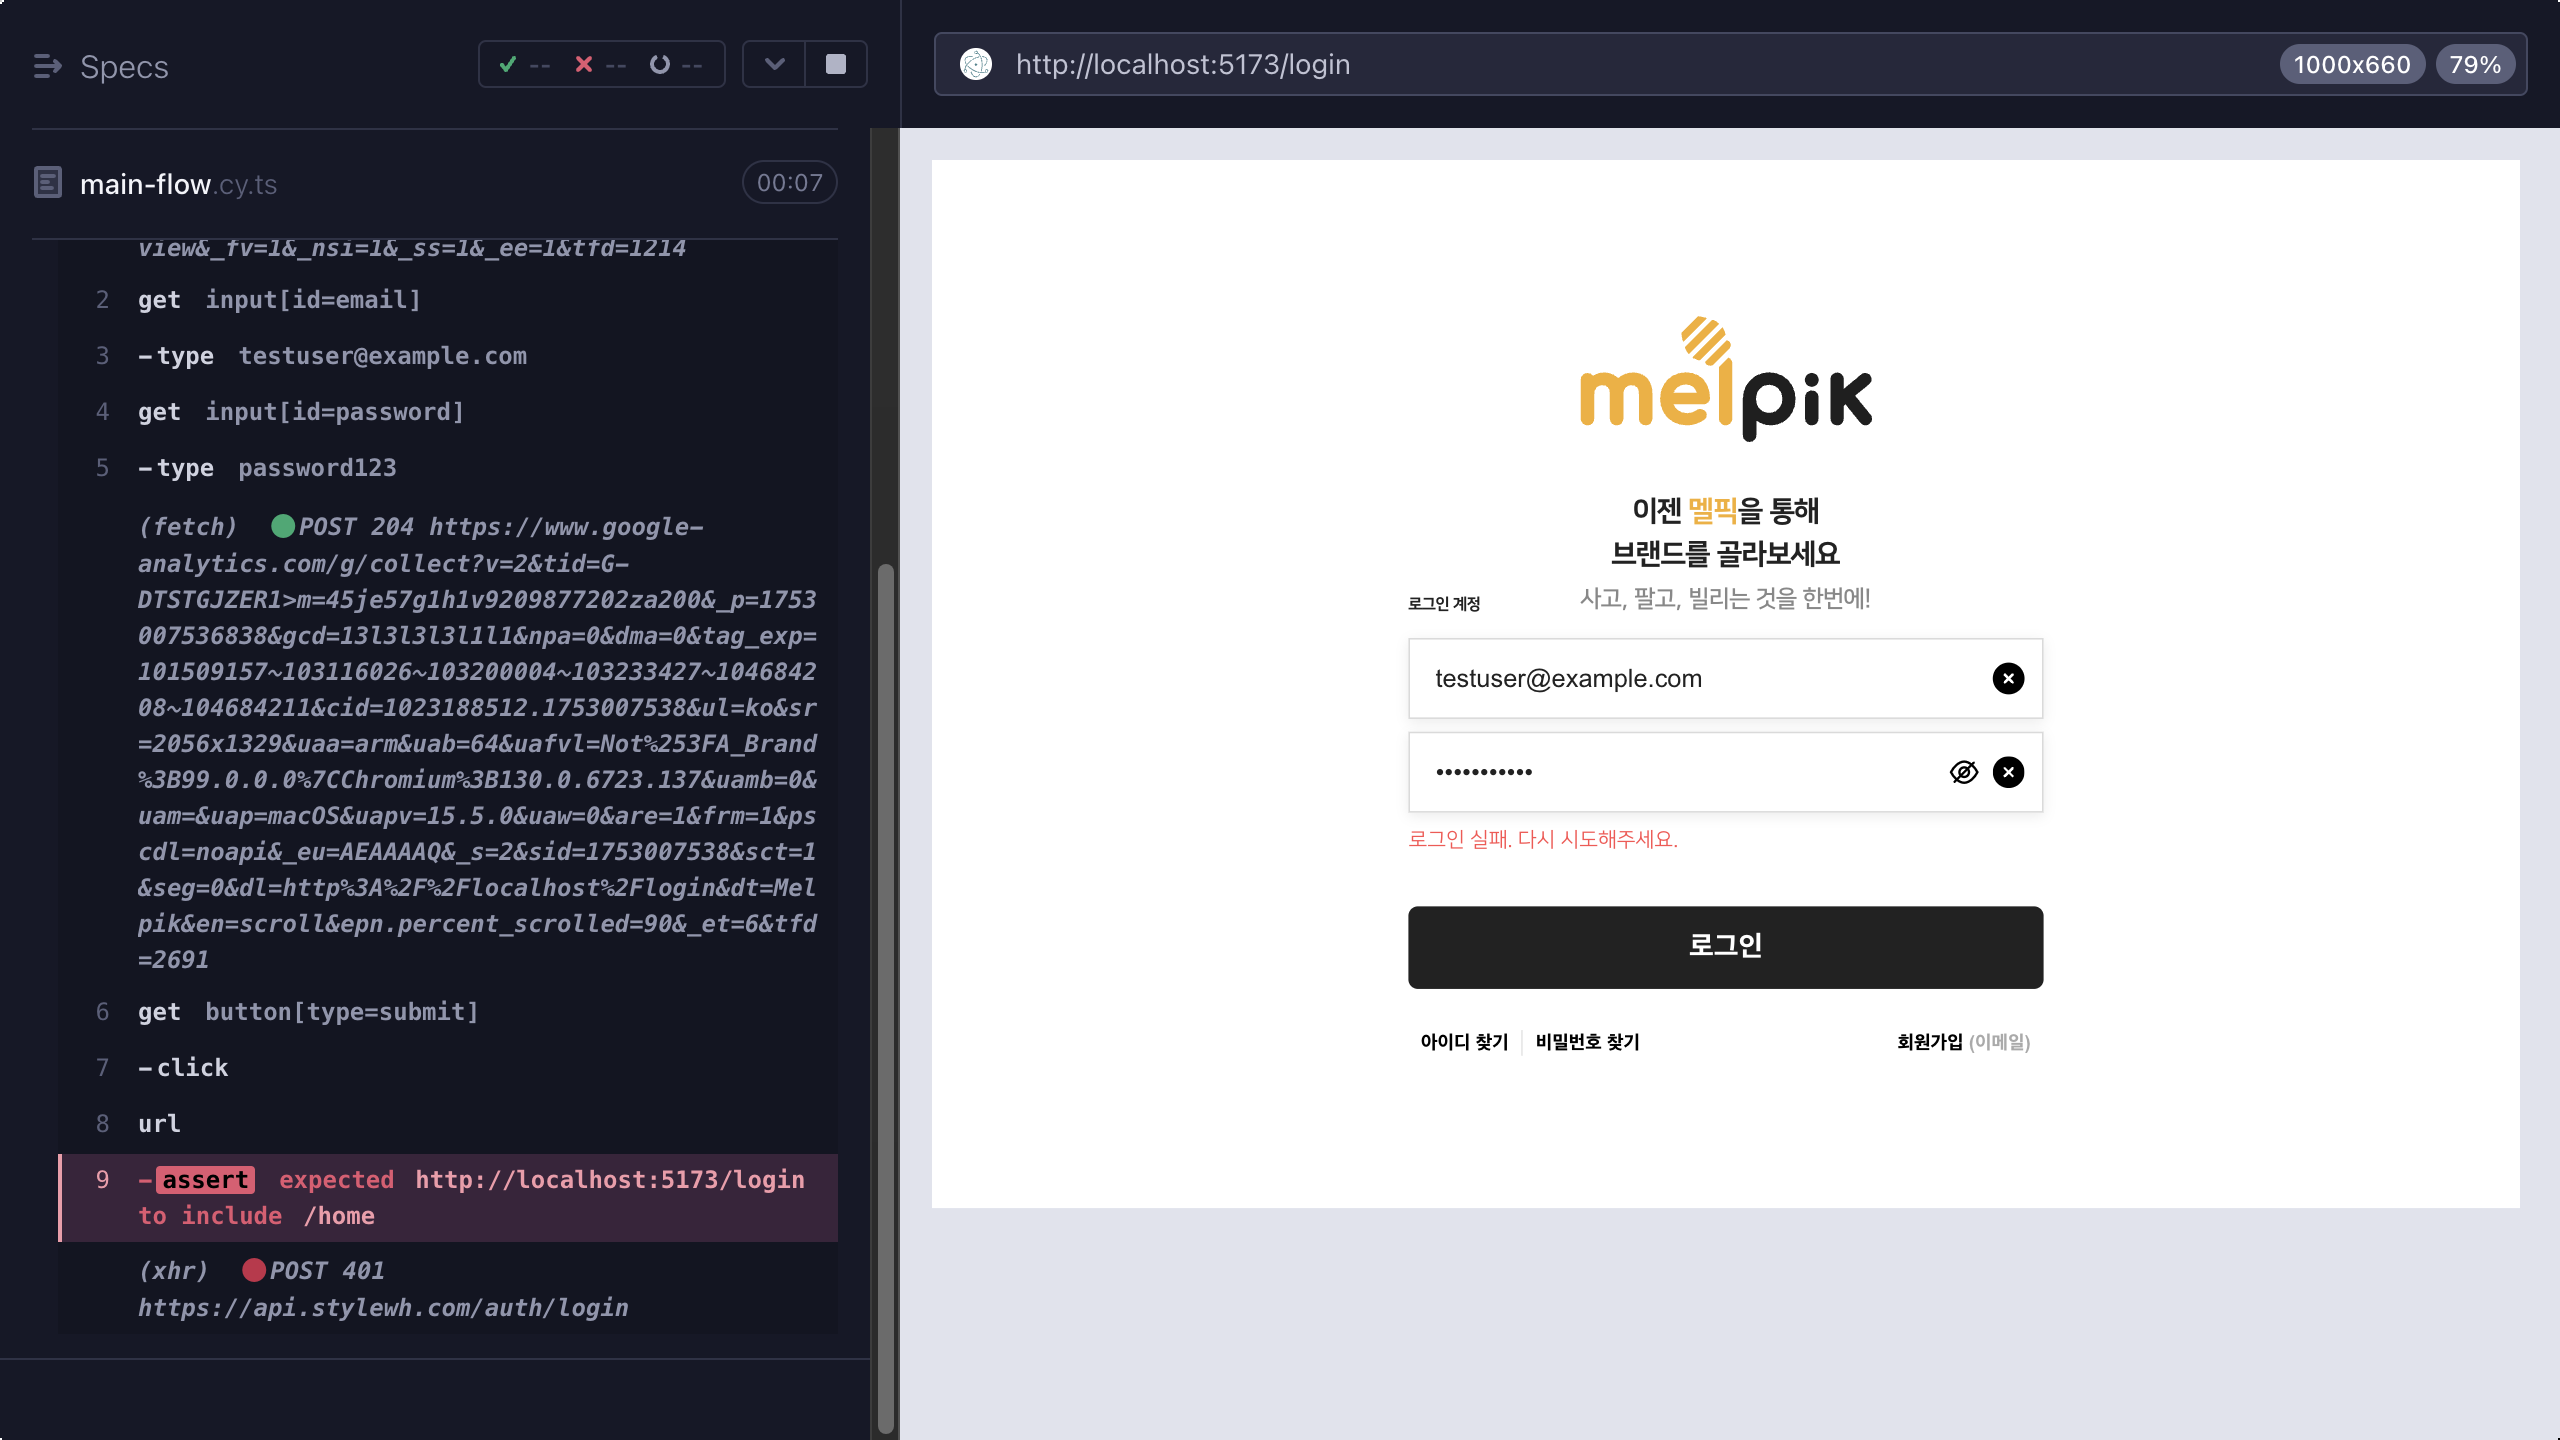 Specs
--
--
--
http://localhost:5173/login
1000x660
79%
main-flow.cy.ts
00:07
view&_fv=1&_nsi=1&_ss=1&_ee=1&tfd=1214
2 get input[id=email]
3 -type testuser@example.com
4 get input[id=password]
5 -type password123
(fetch) POST 204 https://www.google-
analytics.com/g/collect?v=2&tid=G-
DTSTGJZER1>m=45je57g1h1v9209877202za200&_p=1753
007536838&gcd=13l3l3l3l1l1&npa=0&dma=0&tag_exp=
101509157~103116026~103200004~103233427~1046842
08~104684211&cid=1023188512.1753007538&ul=ko&sr
=2056x1329&uaa=arm&uab=64&uafvl=Not%253FA_Brand
%3B99.0.0.0%7CChromium%3B130.0.6723.137&uamb=0&
uam=&uap=macOS&uapv=15.5.0&uaw=0&are=1&frm=1&ps
cdl=noapi&_eu=AEAAAAQ&_s=2&sid=1753007538&sct=1
&seg=0&dl=http%3A%2F%2Flocalhost%2Flogin&dt=Mel
pik&en=scroll&epn.percent_scrolled=90&_et=6&tfd
=2691
6 get button[type=submit]
7 -click
8 url
9 -assert expected http://localhost:5173/login
to include /home
(xhr) POST 401
https://api.stylewh.com/auth/login
melpik
이젠 멜픽을 통해
브랜드를 골라보세요
사고, 팔고, 빌리는 것을 한번에!
로그인 계정
testuser@example.com
•••••••••••
로그인 실패. 다시 시도해주세요.
로그인
아이디 찾기
비밀번호 찾기
회원가입 (이메일)